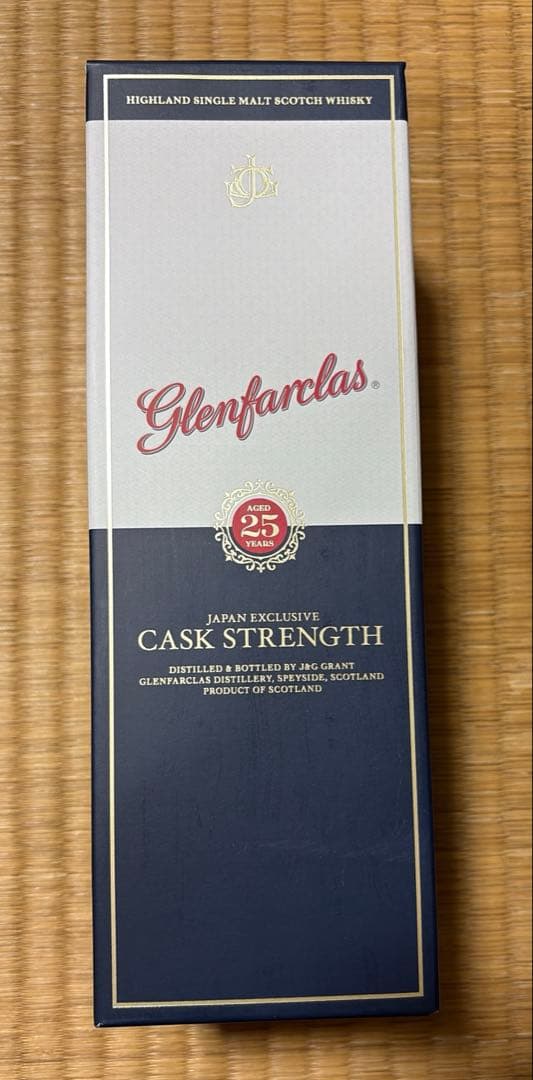 HIGHLAND SINGLE MALT SCOTCH WHISKY
Glenfarclas®
AGED
25
YEARS
JAPAN EXCLUSIVE
CASK STRENGTH
DISTILLED & BOTTLED BY J&G GRANT
GLENFARCLAS DISTILLERY, SPEYSIDE, SCOTLAND
PRODUCT OF SCOTLAND